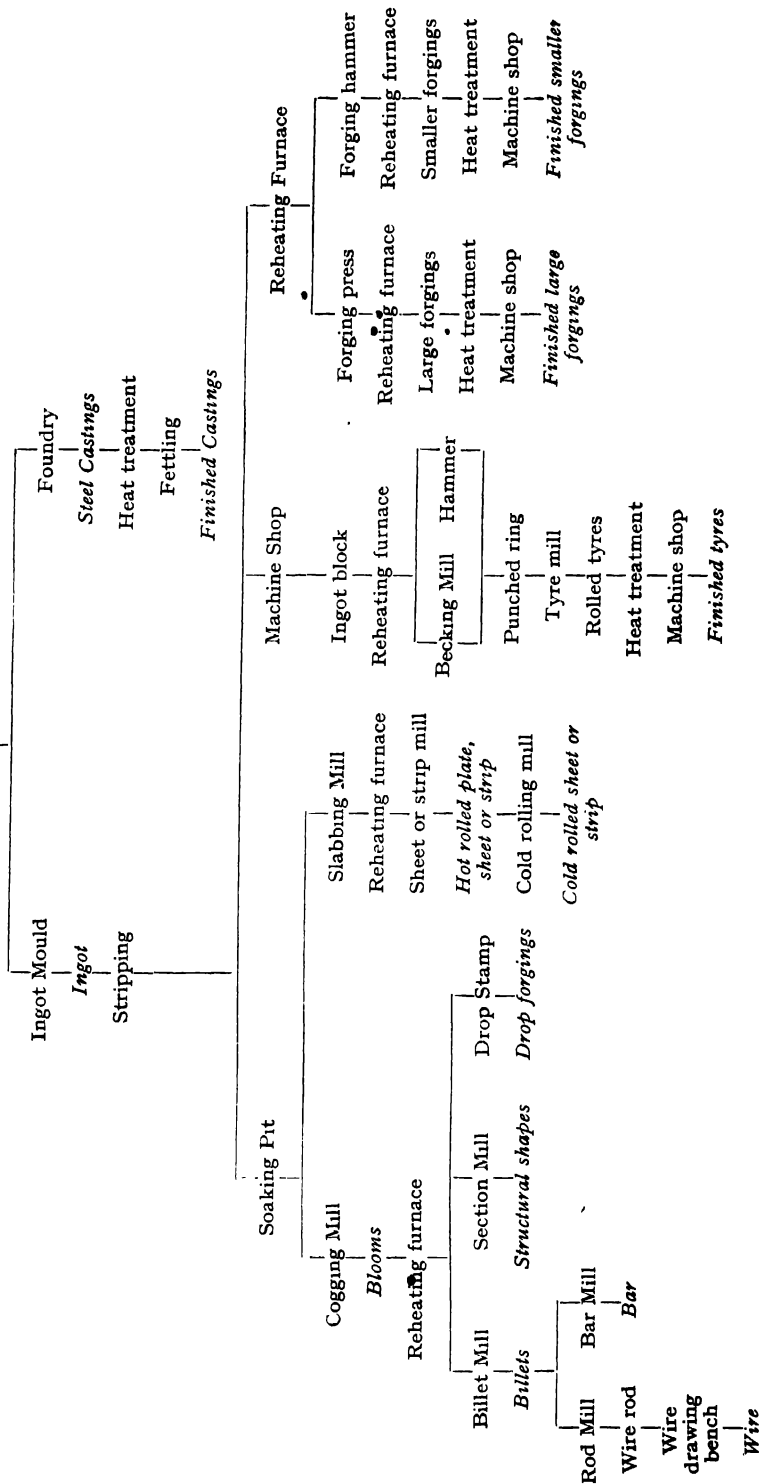 Ingot Mould
Ingot
Stripping
Foundry
Steel Castings
Heat treatment
Fettling
Finished Castings
Soaking Pit
Cogging Mill
Blooms
Reheating furnace
Billet Mill
Billets
Rod Mill
Wire rod
Wire
drawing
bench
Wire
Bar Mill
Bar
Section Mill
Structural shapes
Drop Stamp
Drop forgings
Slabbing Mill
Reheating furnace
Sheet or strip mill
Hot rolled plate,
sheet or strip
Cold rolling mill
Cold rolled sheet or
strip
Machine Shop
Ingot block
Reheating furnace
Becking Mill Hammer
Punched ring
Tyre mill
Rolled tyres
Heat treatment
Machine shop
Finished tyres
Reheating Furnace
Forging press
Reheating furnace
Large forgings
Heat treatment
Machine shop
Finished large
forgings
Forging hammer
Reheating furnace
Smaller forgings
Heat treatment
Machine shop
Finished smaller
forgings